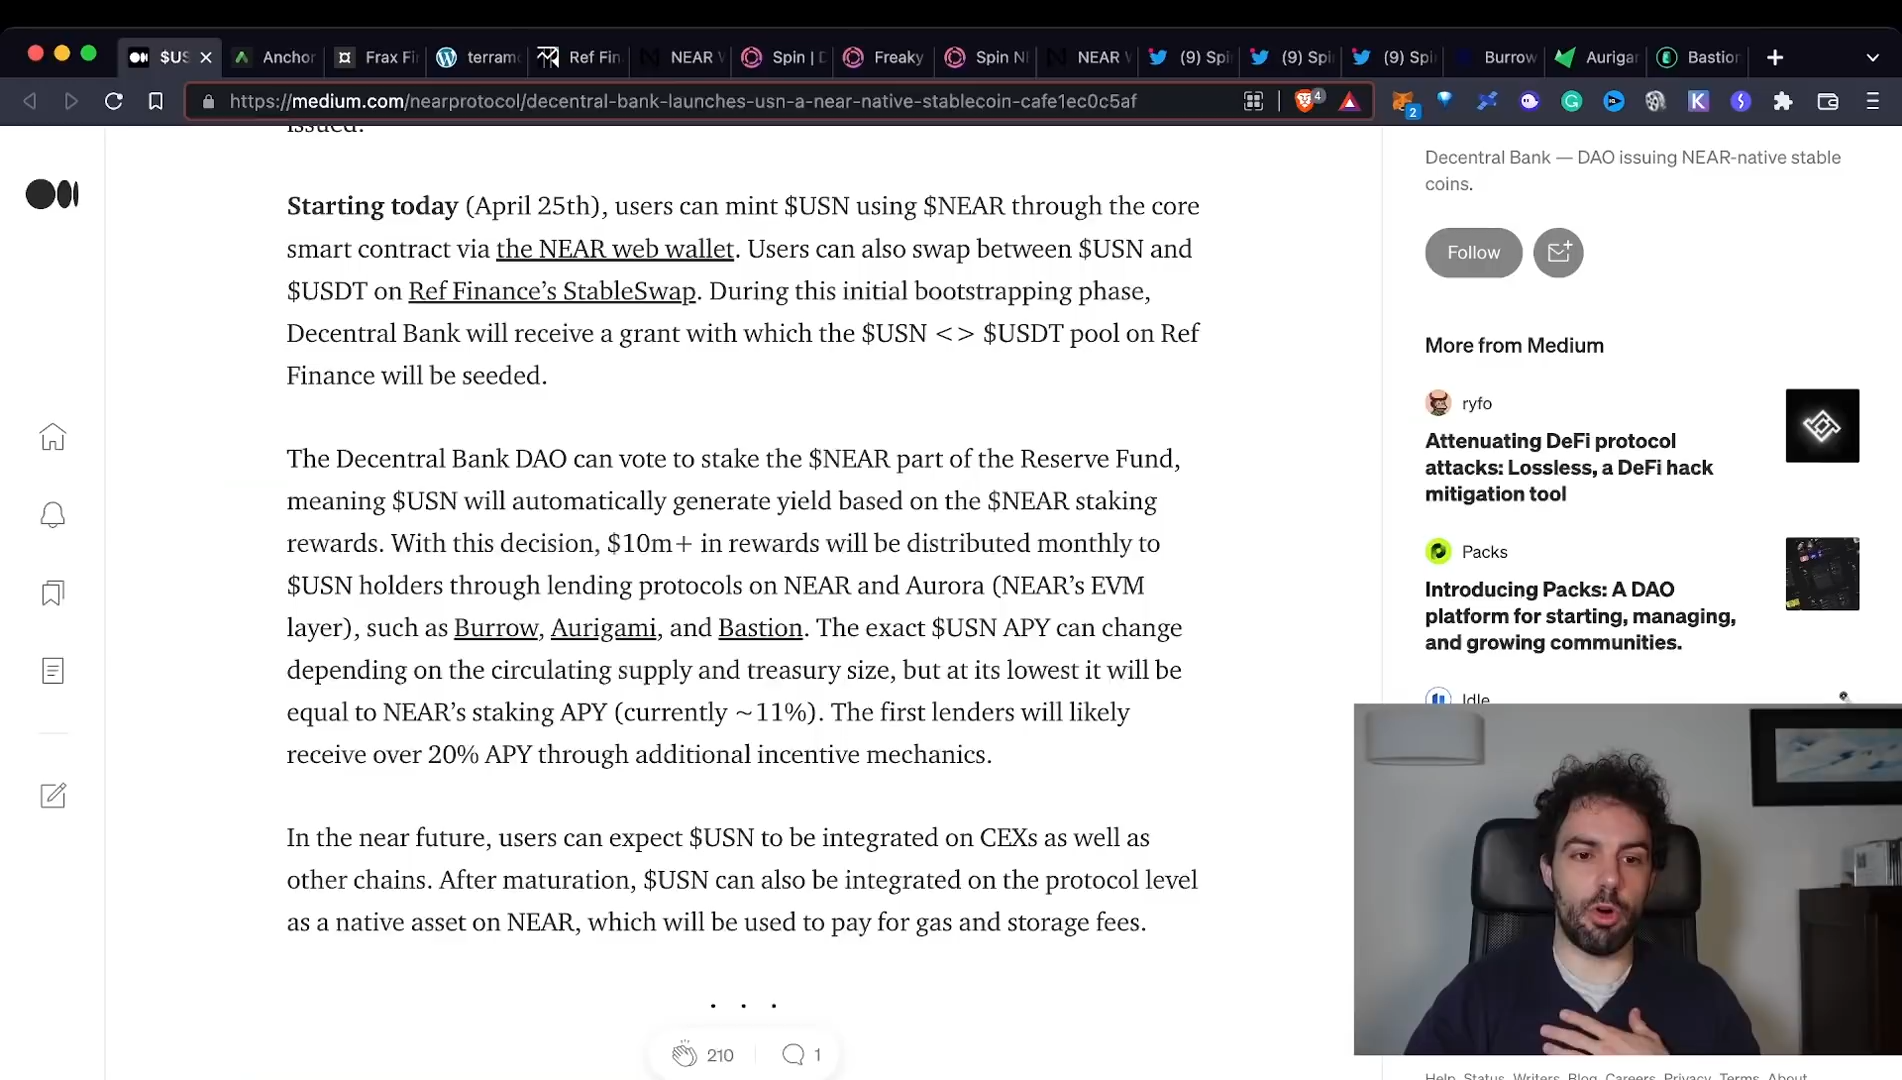 $US
Anchor
Frax Fi
terram
Ref Fin
NEAR W
Spin | D
Freaky
Spin NE
NEAR W
(9) Spi
(9) Spi
(9) Spi
Burrow
Auriga
Bastion
https://medium.com/nearprotocol/decentral-bank-launches-usn-a-near-native-stablecoin-cafe1ec0c5af
4
2
issued.
Starting today (April 25th), users can mint $USN using $NEAR through the core
smart contract via the NEAR web wallet. Users can also swap between $USN and
$USDT on Ref Finance’s StableSwap. During this initial bootstrapping phase,
Decentral Bank will receive a grant with which the $USN <> $USDT pool on Ref
Finance will be seeded.
The Decentral Bank DAO can vote to stake the $NEAR part of the Reserve Fund,
meaning $USN will automatically generate yield based on the $NEAR staking
rewards. With this decision, $10m+ in rewards will be distributed monthly to
$USN holders through lending protocols on NEAR and Aurora (NEAR’s EVM
layer), such as Burrow, Aurigami, and Bastion. The exact $USN APY can change
depending on the circulating supply and treasury size, but at its lowest it will be
equal to NEAR’s staking APY (currently ~11%). The first lenders will likely
receive over 20% APY through additional incentive mechanics.
In the near future, users can expect $USN to be integrated on CEXs as well as
other chains. After maturation, $USN can also be integrated on the protocol level
as a native asset on NEAR, which will be used to pay for gas and storage fees.
. . .
210
1
Decentral Bank — DAO issuing NEAR-native stable
coins.
Follow
More from Medium
ryfo
Attenuating DeFi protocol
attacks: Lossless, a DeFi hack
mitigation tool
Packs
Introducing Packs: A DAO
platform for starting, managing,
and growing communities.
Idle
Help Status Writers Blog Careers Privacy Terms About